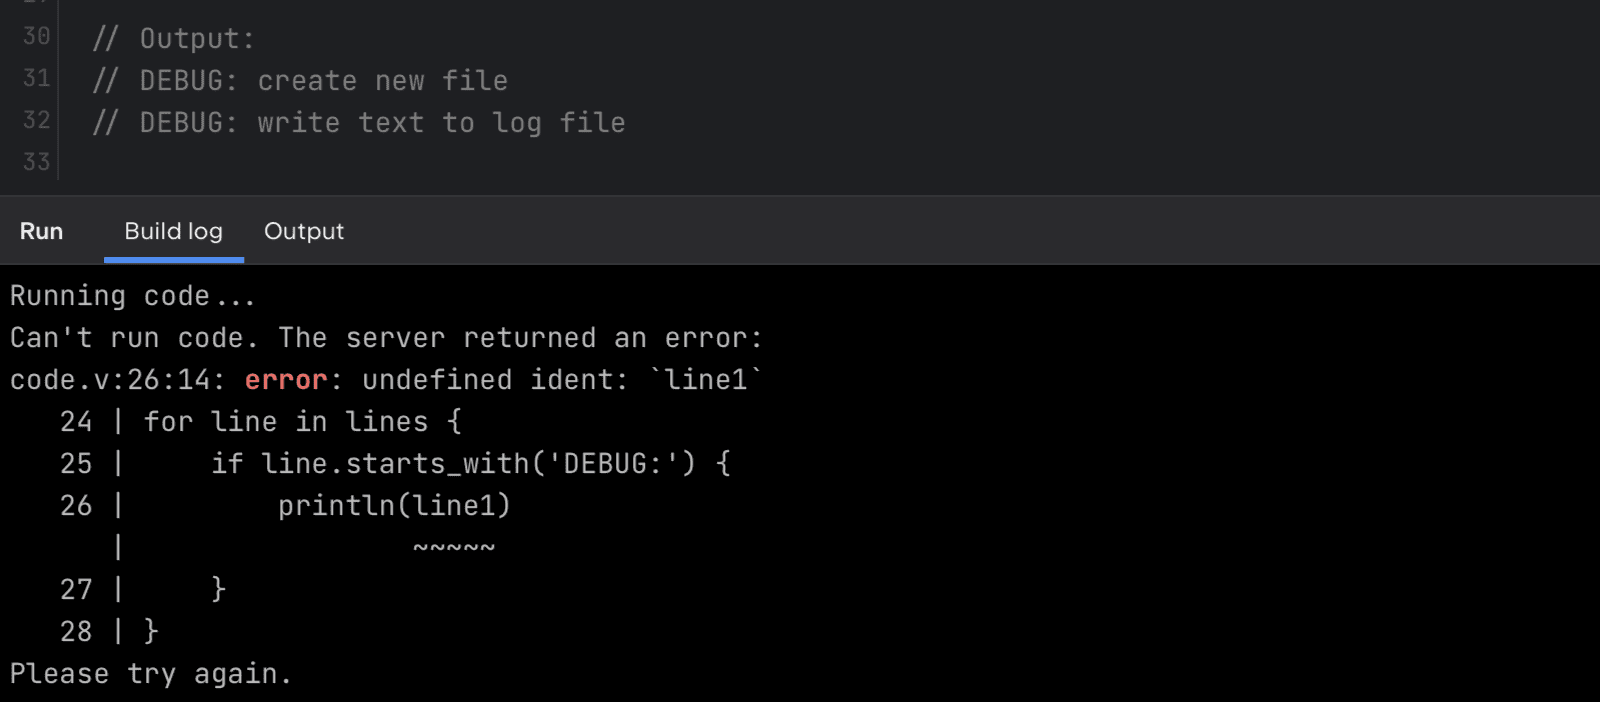 30 // Output:
31 // DEBUG: create new file
32 // DEBUG: write text to log file
33
Run Build log Output
Running code...
Can't run code. The server returned an error:
code.v:26:14: error: undefined ident: `line1`
   24 | for line in lines {
   25 |     if line.starts_with('DEBUG:') {
   26 |         println(line1)
      |                 ~~~~~
   27 |     }
   28 | }
Please try again.